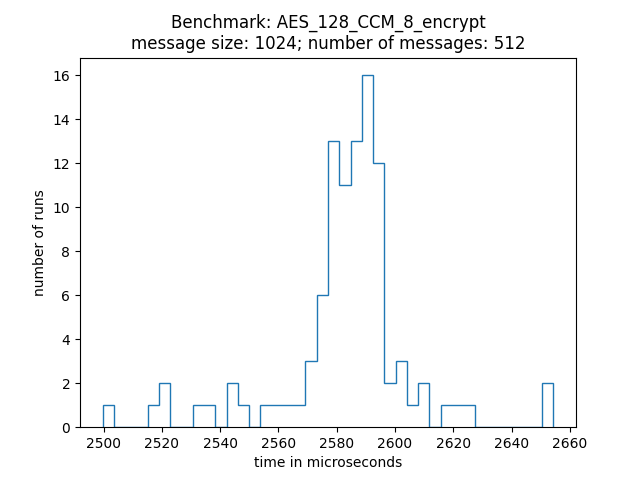 Benchmark: AES_128_CCM_8_encrypt
message size: 1024; number of messages: 512
16
14
12
10
8
6
4
2
0
number of runs
2500 2520 2540 2560 2580 2600 2620 2640 2660
time in microseconds